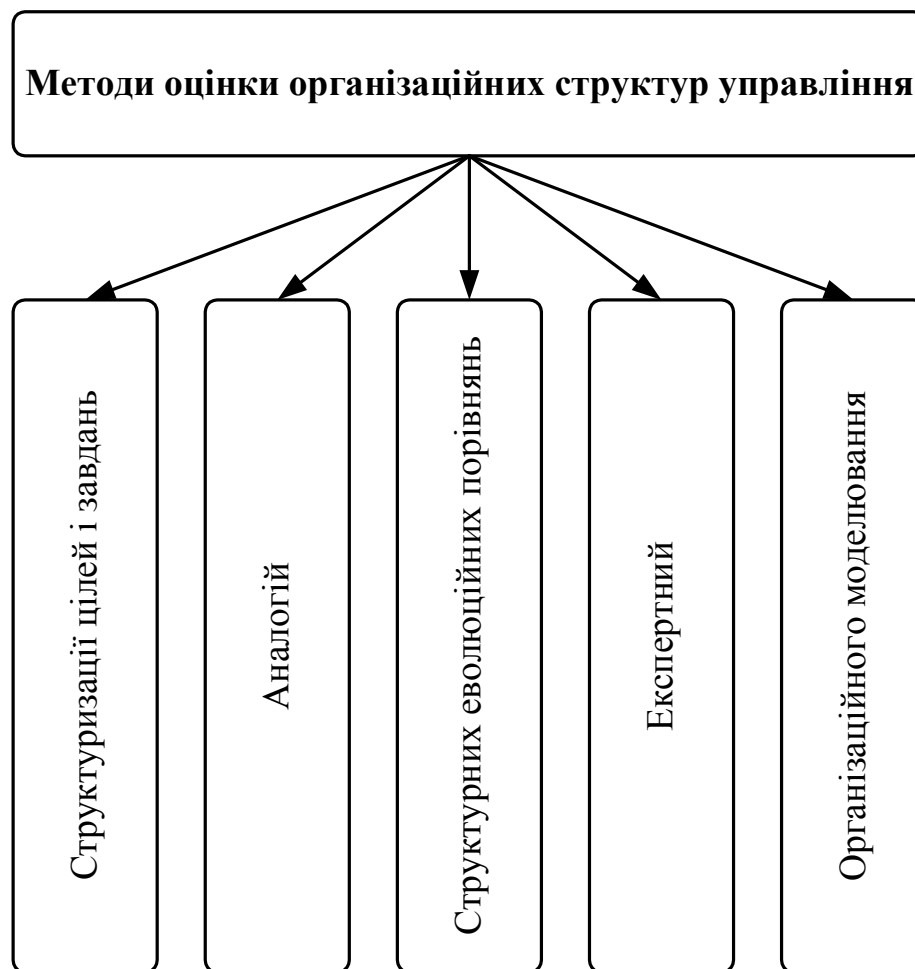 Методи оцінки організаційних структур управління
Структуризації цілей і завдань
Аналогій
Структурних еволюційних порівнянь
Експертний
Організаційного моделювання